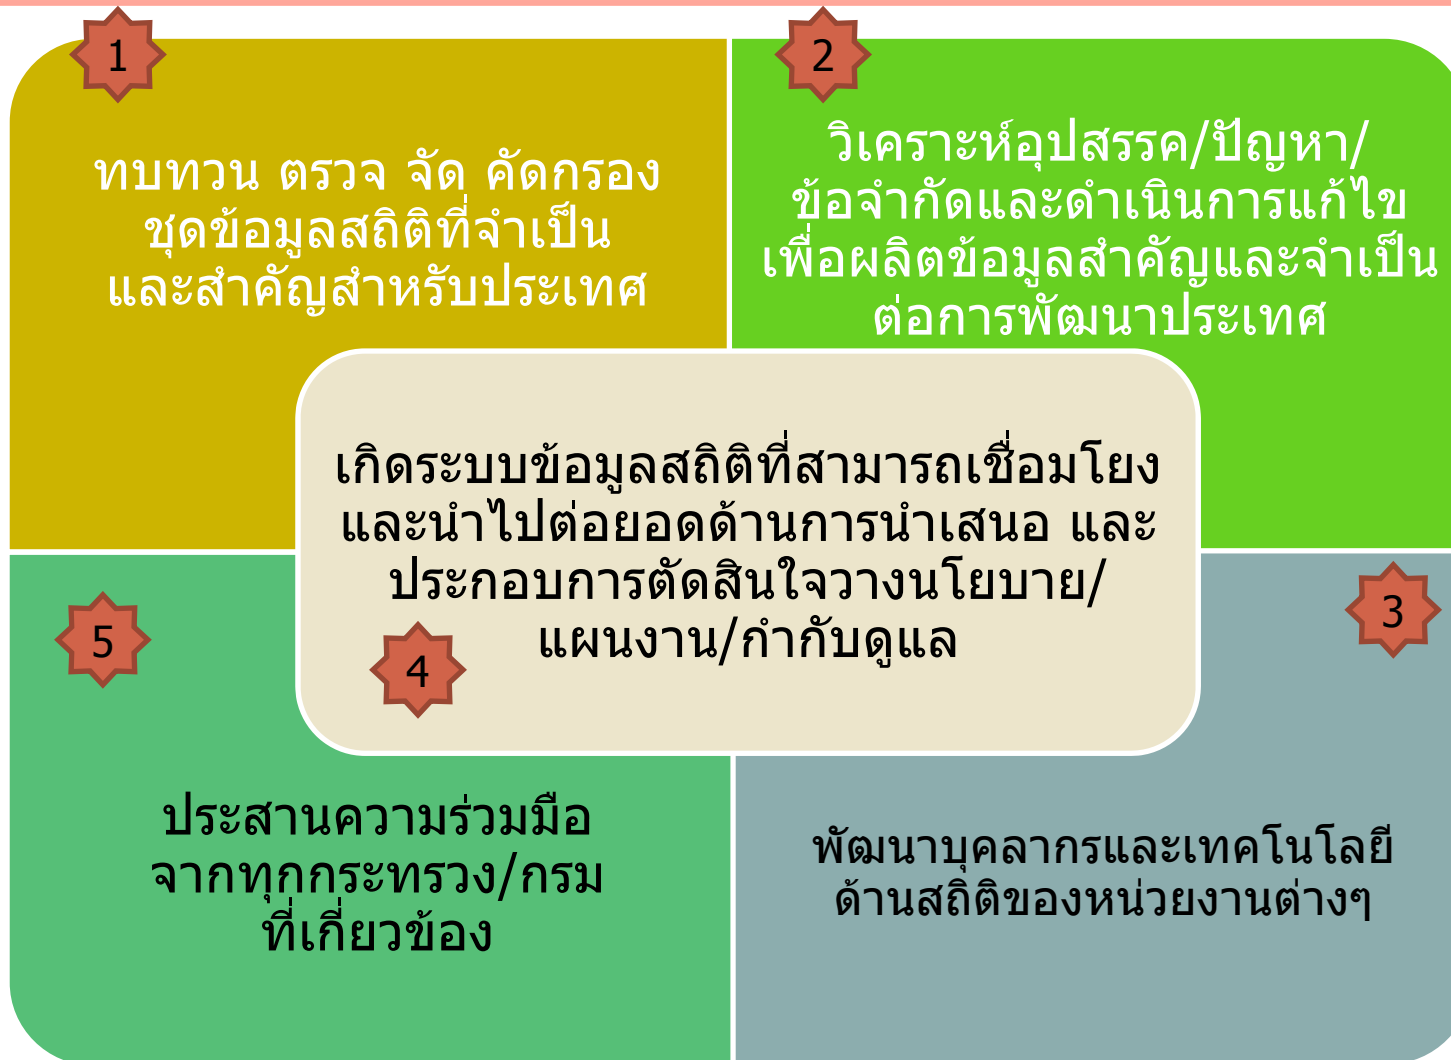 1
ทบทวน ตรวจ จัด คัดกรอง
ชุดข้อมูลสถิติที่จำเป็น
และสำคัญสำหรับประเทศ
2
วิเคราะห์อุปสรรค/ปัญหา/
ข้อจำกัดและดำเนินการแก้ไข
เพื่อผลิตข้อมูลสำคัญและจำเป็น
ต่อการพัฒนาประเทศ
เกิดระบบข้อมูลสถิติที่สามารถเชื่อมโยง
และนำไปต่อยอดด้านการนำเสนอ และ
ประกอบการตัดสินใจวางนโยบาย/
แผนงาน/กำกับดูแล
4
5
ประสานความร่วมมือ
จากทุกกระทรวง/กรม
ที่เกี่ยวข้อง
3
พัฒนาบุคลากรและเทคโนโลยี
ด้านสถิติของหน่วยงานต่างๆ